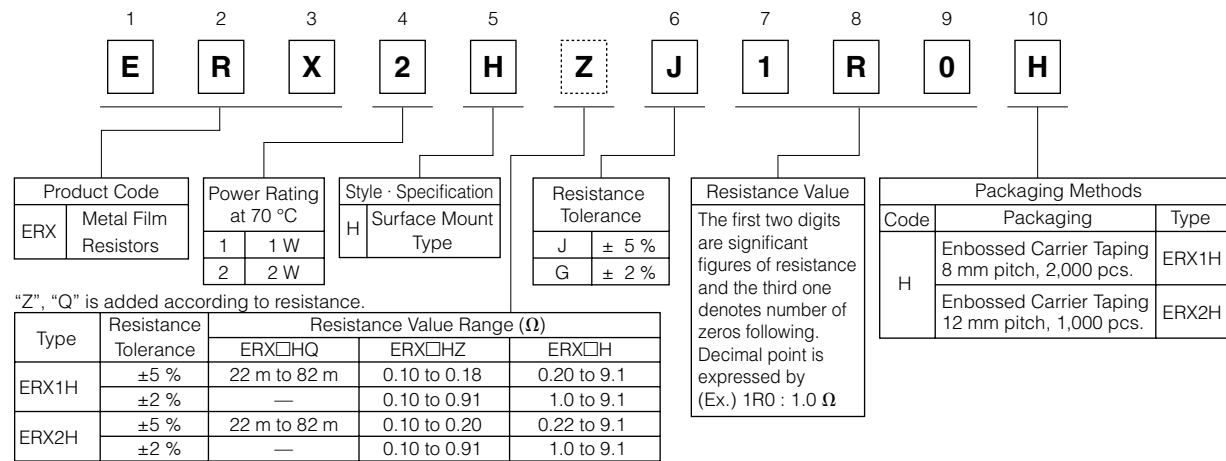 1 2 3 4 5 6 7 8 9 10
E R X 2 H Z J 1 R 0 H
Product Code
ERX Metal Film Resistors
Power Rating
at 70 °C
1 1 W
2 2 W
Style · Specification
H Surface Mount Type
Resistance
Tolerance
J ± 5 %
G ± 2 %
Resistance Value
The first two digits
are significant
figures of resistance
and the third one
denotes number of
zeros following.
Decimal point is
expressed by
(Ex.) 1R0 : 1.0 Ω
Packaging Methods
Code Packaging Type
H
Enbossed Carrier Taping
8 mm pitch, 2,000 pcs.
ERX1H
Enbossed Carrier Taping
12 mm pitch, 1,000 pcs.
ERX2H
“Z”, “Q” is added according to resistance.
Type Resistance Tolerance Resistance Value Range (Ω)
ERX□HQ ERX□HZ ERX□H
ERX1H ±5 % 22 m to 82 m 0.10 to 0.18 0.20 to 9.1
±2 % — 0.10 to 0.91 1.0 to 9.1
ERX2H ±5 % 22 m to 82 m 0.10 to 0.20 0.22 to 9.1
±2 % — 0.10 to 0.91 1.0 to 9.1